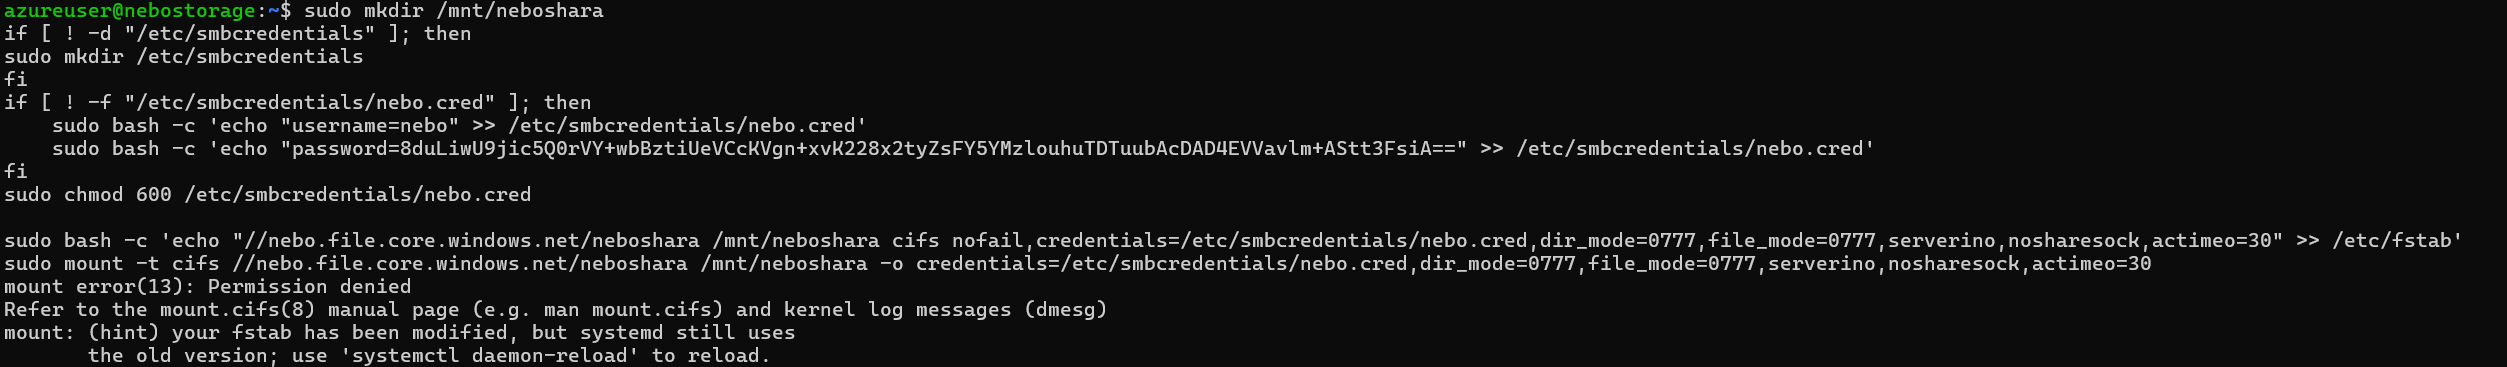 azureuser@nebostorage:~$ sudo mkdir /mnt/neboshara
if [ ! -d "/etc/smbcredentials" ]; then
sudo mkdir /etc/smbcredentials
fi
if [ ! -f "/etc/smbcredentials/nebo.cred" ]; then
    sudo bash -c 'echo "username=nebo" >> /etc/smbcredentials/nebo.cred'
    sudo bash -c 'echo "password=8duLiwU9jic5Q0rVY+wbBztiUeVCcKVgn+xvK228x2tyZsFY5YMzlouhuTDTuubAcDAD4EVVavlm+AStt3FsiA==" >> /etc/smbcredentials/nebo.cred'
fi
sudo chmod 600 /etc/smbcredentials/nebo.cred

sudo bash -c 'echo "//nebo.file.core.windows.net/neboshara /mnt/neboshara cifs nofail,credentials=/etc/smbcredentials/nebo.cred,dir_mode=0777,file_mode=0777,serverino,nosharesock,actimeo=30" >> /etc/fstab'
sudo mount -t cifs //nebo.file.core.windows.net/neboshara /mnt/neboshara -o credentials=/etc/smbcredentials/nebo.cred,dir_mode=0777,file_mode=0777,serverino,nosharesock,actimeo=30
mount error(13): Permission denied
Refer to the mount.cifs(8) manual page (e.g. man mount.cifs) and kernel log messages (dmesg)
mount: (hint) your fstab has been modified, but systemd still uses
       the old version; use 'systemctl daemon-reload' to reload.